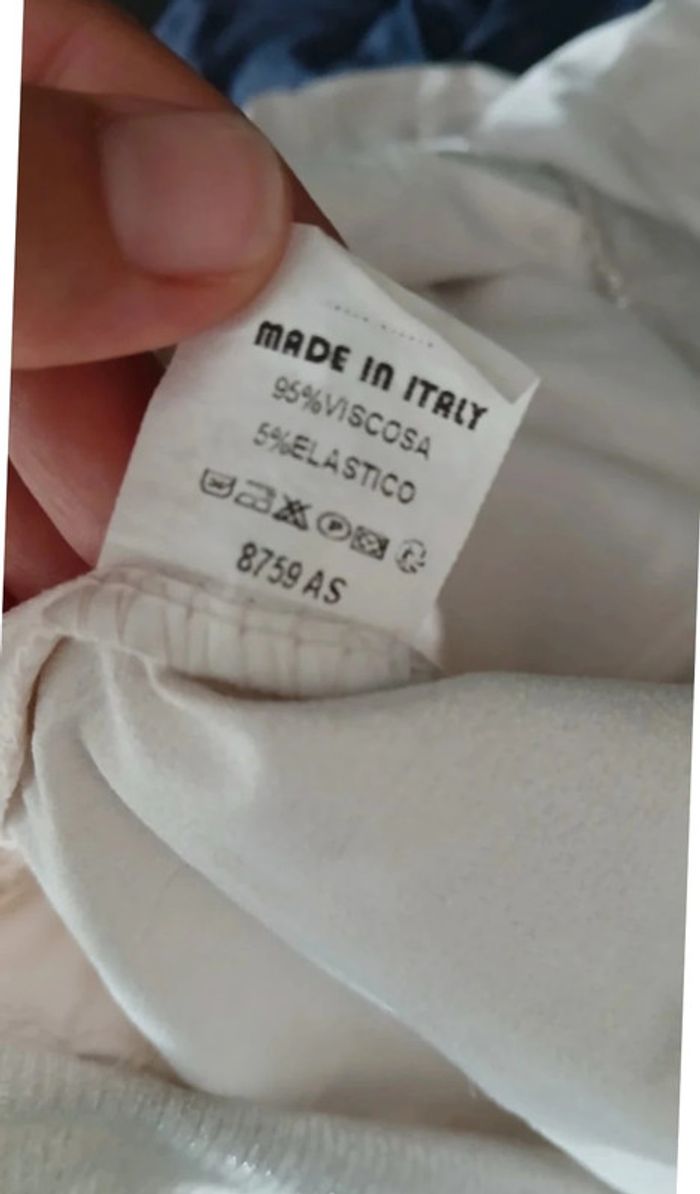 MADE IN ITALY
95%VISCOSA
5%ELASTICO
P
8759 AS